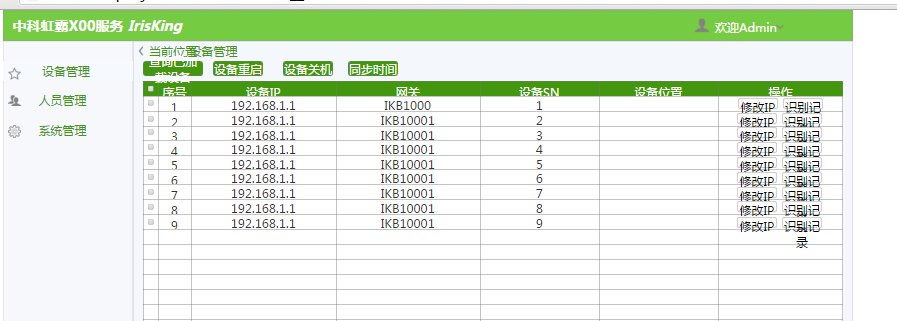 中科虹霸X00服务 IrisKing
欢迎Admin
当前位置设备管理
设备管理
人员管理
系统管理
查询已加载设备 设备重启 设备关机 同步时间
序号 设备IP 网关 设备SN 设备位置 操作
1 192.168.1.1 IKB1000 1 修改IP 识别记
2 192.168.1.1 IKB10001 2 修改IP 识别记
3 192.168.1.1 IKB10001 3 修改IP 识别记
4 192.168.1.1 IKB10001 4 修改IP 识别记
5 192.168.1.1 IKB10001 5 修改IP 识别记
6 192.168.1.1 IKB10001 6 修改IP 识别记
7 192.168.1.1 IKB10001 7 修改IP 识别记
8 192.168.1.1 IKB10001 8 修改IP 识别记
9 192.168.1.1 IKB10001 9 修改IP 识别记
录